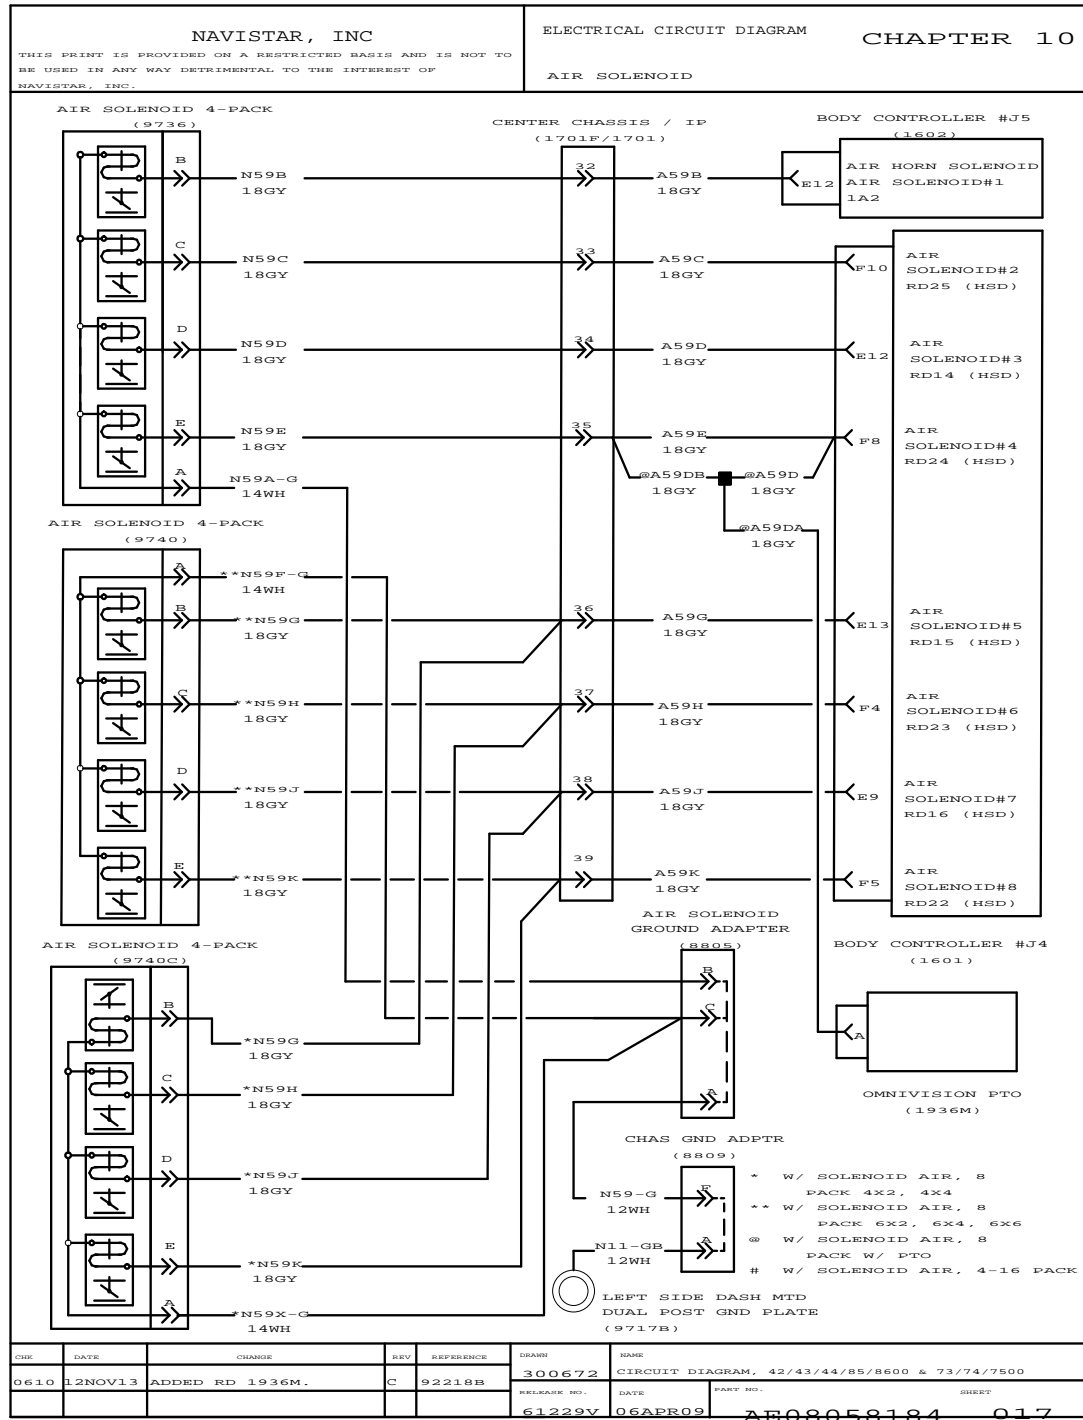 NAVISTAR, INC
THIS PRINT IS PROVIDED ON A RESTRICTED BASIS AND IS NOT TO
BE USED IN ANY WAY DETRIMENTAL TO THE INTEREST OF
NAVISTAR, INC.
ELECTRICAL CIRCUIT DIAGRAM
CHAPTER 10
AIR SOLENOID
AIR SOLENOID 4-PACK
(9736)
CENTER CHASSIS / IP
(1701F/1701)
BODY CONTROLLER #J5
(1602)
B
N59B
18GY
32
A59B
18GY
E12
AIR HORN SOLENOID
AIR SOLENOID#1
1A2
C
N59C
18GY
33
A59C
18GY
F10
AIR
SOLENOID#2
RD25 (HSD)
D
N59D
18GY
34
A59D
18GY
E12
AIR
SOLENOID#3
RD14 (HSD)
E
N59E
18GY
35
A59E
18GY
F8
AIR
SOLENOID#4
RD24 (HSD)
A
N59A-G
14WH
@A59DB
18GY
@A59D
18GY
@A59DA
18GY
AIR SOLENOID 4-PACK
(9740)
A
**N59F-G
14WH
B
**N59G
18GY
36
A59G
18GY
E13
AIR
SOLENOID#5
RD15 (HSD)
C
**N59H
18GY
37
A59H
18GY
F4
AIR
SOLENOID#6
RD23 (HSD)
D
**N59J
18GY
38
A59J
18GY
E9
AIR
SOLENOID#7
RD16 (HSD)
E
**N59K
18GY
39
A59K
18GY
F5
AIR
SOLENOID#8
RD22 (HSD)
AIR SOLENOID 4-PACK
(9740C)
AIR SOLENOID
GROUND ADAPTER
(8805)
BODY CONTROLLER #J4
(1601)
B
C
A
B
*N59G
18GY
C
*N59H
18GY
D
*N59J
18GY
E
*N59K
18GY
A
*N59X-G
14WH
A
OMNIVISION PTO
(1936M)
CHAS GND ADPTR
(8809)
N59-G
12WH
F
N11-GB
12WH
A
LEFT SIDE DASH MTD
DUAL POST GND PLATE
(9717B)
* W/ SOLENOID AIR, 8
PACK 4X2, 4X4
** W/ SOLENOID AIR, 8
PACK 6X2, 6X4, 6X6
@ W/ SOLENOID AIR, 8
PACK W/ PTO
# W/ SOLENOID AIR, 4-16 PACK
CHK DATE CHANGE REV REFERENCE
0610 12NOV13 ADDED RD 1936M. C 92218B
DRAWN
300672
NAME
CIRCUIT DIAGRAM, 42/43/44/85/8600 & 73/74/7500
RELEASE NO.
61229V
DATE
06APR09
PART NO.
AE08058184
SHEET
917